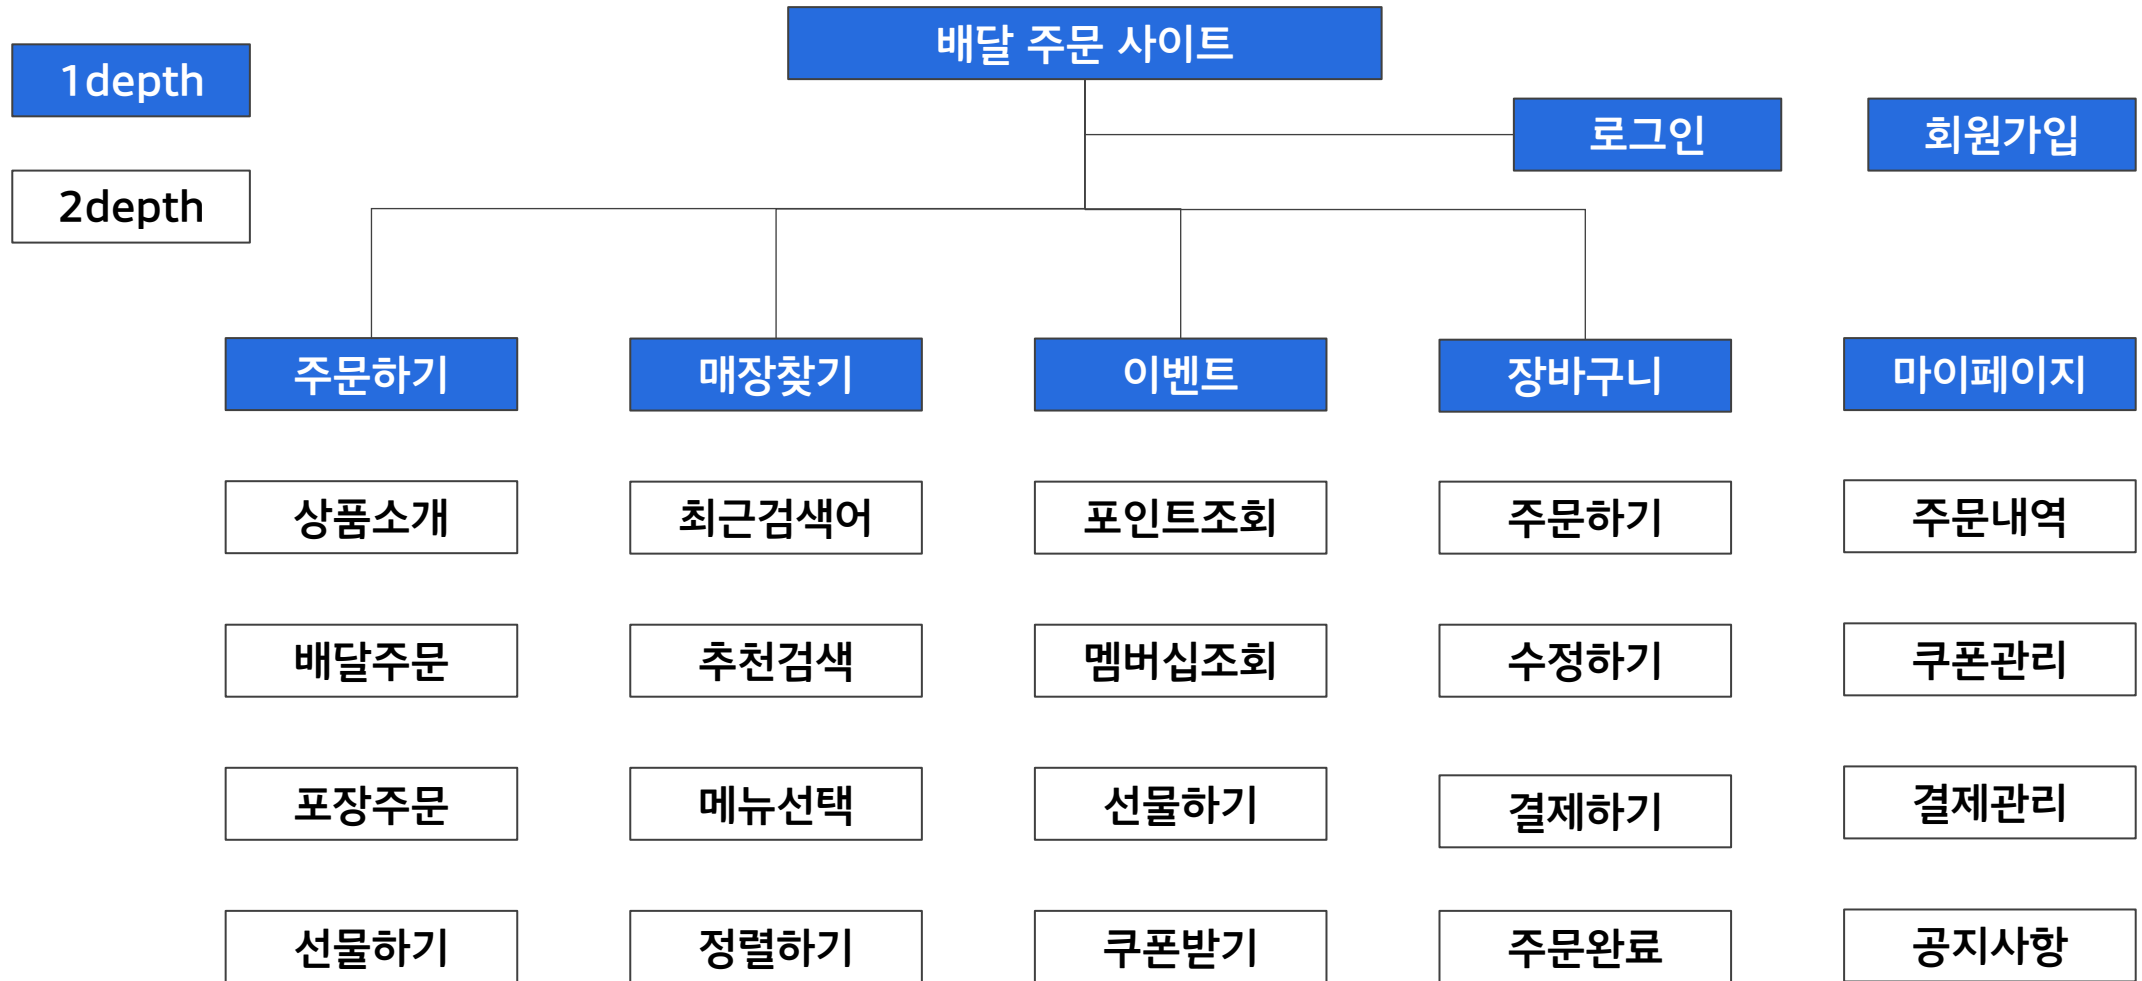 배달 주문 사이트
1depth
로그인
회원가입
2depth
주문하기
매장찾기
이벤트
장바구니
마이페이지
상품소개
최근검색어
포인트조회
주문하기
주문내역
배달주문
추천검색
멤버십조회
수정하기
쿠폰관리
포장주문
메뉴선택
선물하기
결제하기
결제관리
선물하기
정렬하기
쿠폰받기
주문완료
공지사항